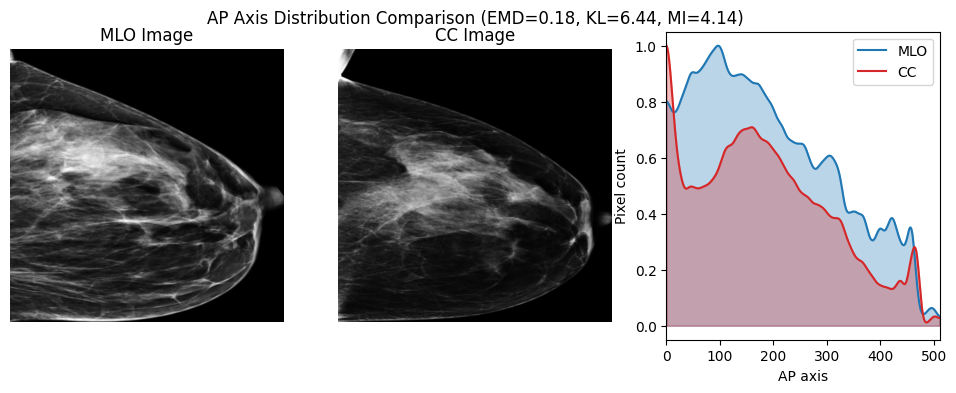 AP Axis Distribution Comparison (EMD=0.18, KL=6.44, MI=4.14)
MLO Image
CC Image
MLO
CC
Pixel count
1.0
0.8
0.6
0.4
0.2
0.0
0 100 200 300 400 500
AP axis